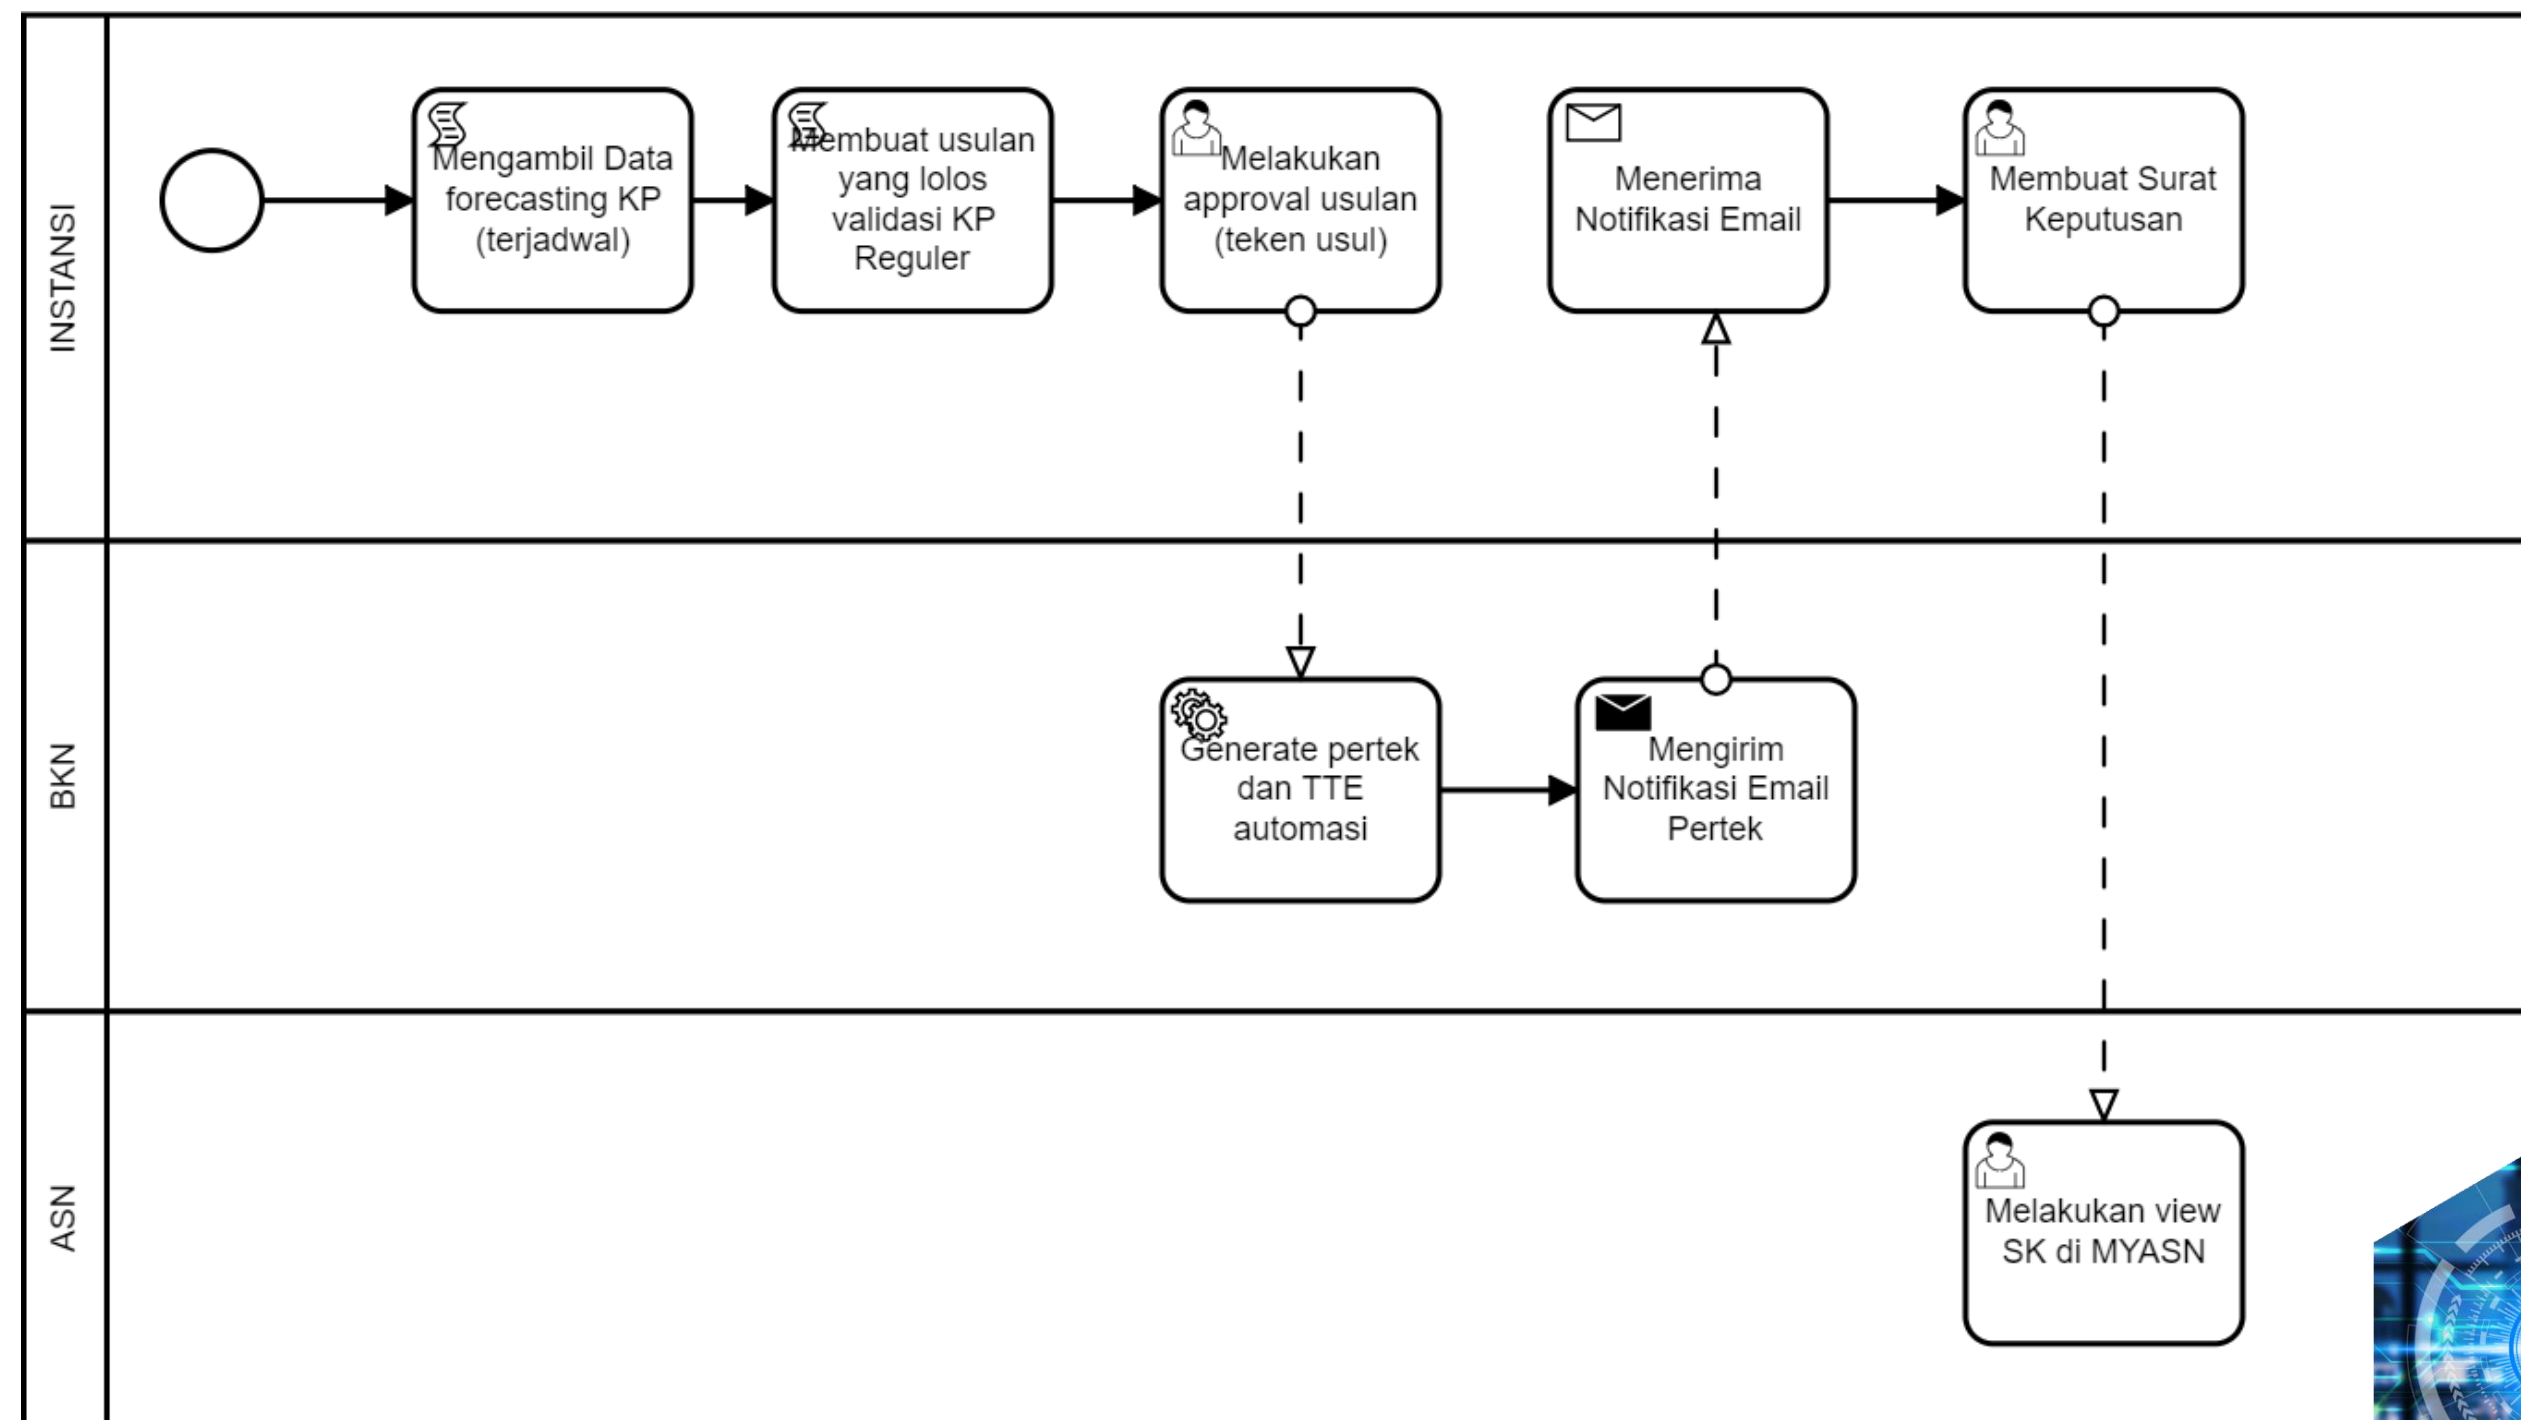 INSTANSI
Mengambil Data
forecasting KP
(terjadwal)
Membuat usulan
yang lolos
validasi KP
Reguler
Melakukan
approval usulan
(teken usul)
Menerima
Notifikasi Email
Membuat Surat
Keputusan
BKN
Generate pertek
dan TTE
automasi
Mengirim
Notifikasi Email
Pertek
ASN
Melakukan view
SK di MYASN